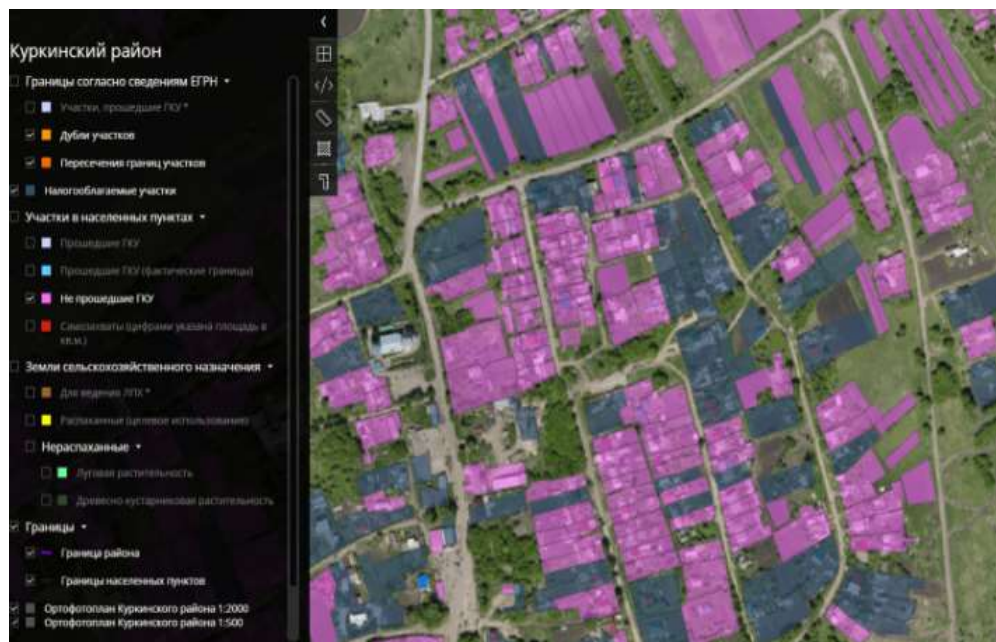 Куркинский район
Границы согласно сведениям ЕГРН
Участки, прошедшие ГКУ *
Дубли участков
Пересечения границ участков
Налогооблагаемые участки
Участки в населенных пунктах
Прошедшие ГКУ
Прошедшие ГКУ (фактические границы)
Не прошедшие ГКУ
Самозахваты (цифрами указана площадь в
кв.м.)
Земли сельскохозяйственного назначения
Для ведения ЛПХ *
Распаханные (целевое использование)
Нераспаханные
Луговая растительность
Древесно-кустарниковая растительность
Границы
Граница района
Границы населенных пунктов
Ортофотоплан Куркинского района 1:2000
Ортофотоплан Куркинского района 1:500